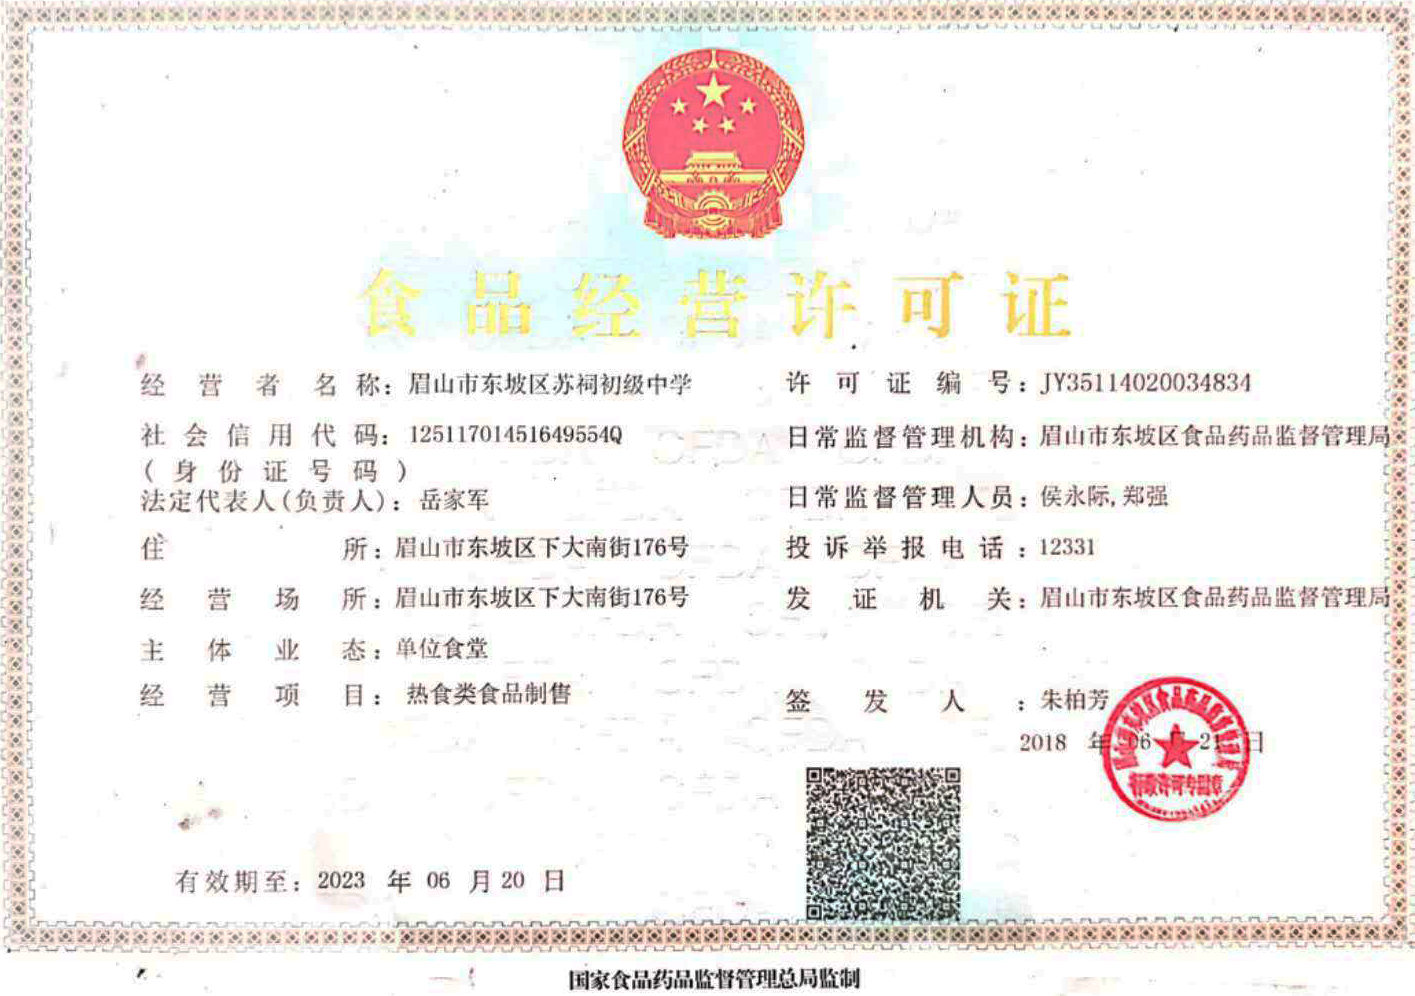 食品经营许可证
经营者名称：眉山市东坡区苏祠初级中学
社会信用代码：12511701451649554Q
(身份证号码)
法定代表人(负责人)：岳家军
住所：眉山市东坡区下大南街176号
经营场所：眉山市东坡区下大南街176号
主体业态：单位食堂
经营项目：热食类食品制售
许可证编号：JY35114020034834
日常监督管理机构：眉山市东坡区食品药品监督管理局
日常监督管理人员：侯永际,郑强
投诉举报电话：12331
发证机关：眉山市东坡区食品药品监督管理局
签发人：朱柏芳
2018 年 06 月 21 日
行政许可专用章
有效期至：2023 年 06 月 20 日
国家食品药品监督管理总局监制